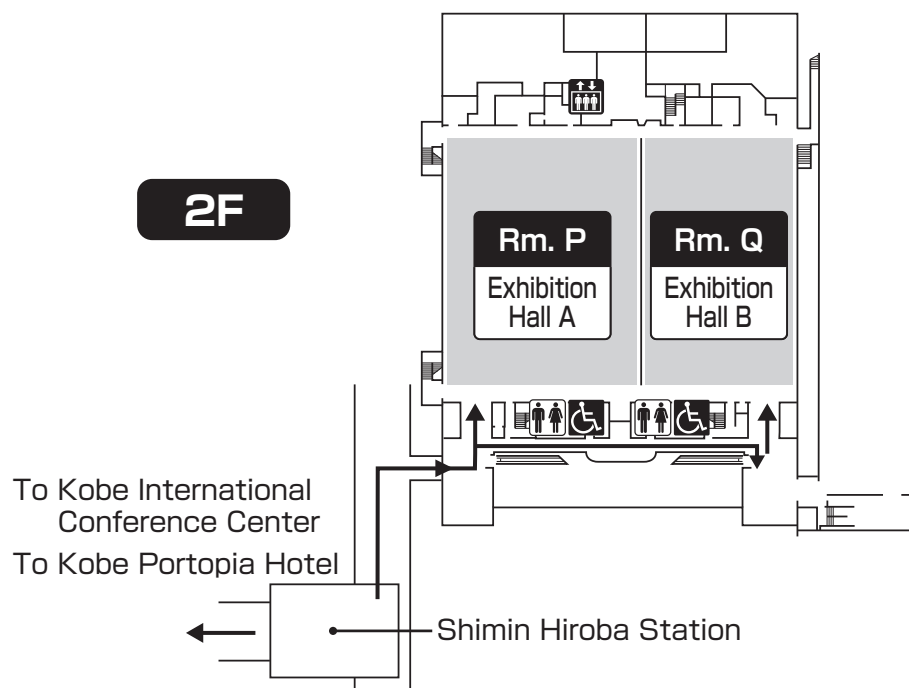 2F
Rm. P
Exhibition
Hall A
Rm. Q
Exhibition
Hall B
To Kobe International
Conference Center
To Kobe Portopia Hotel
Shimin Hiroba Station